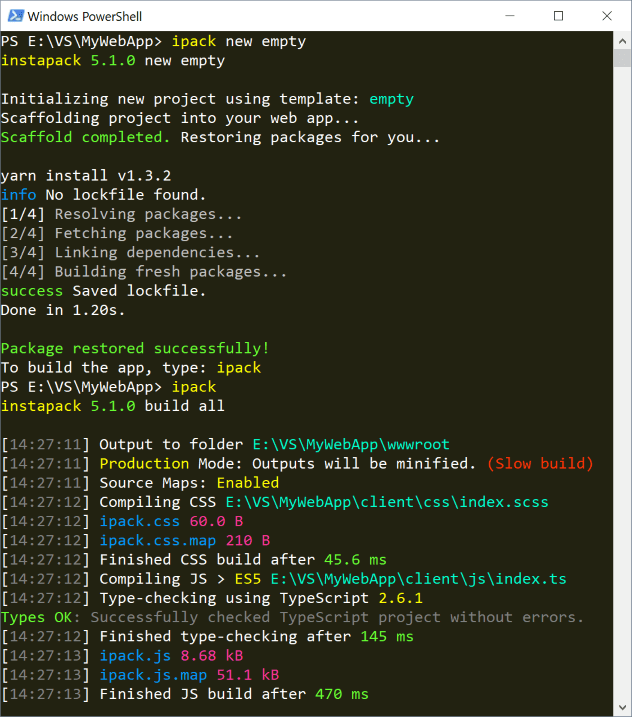 Windows PowerShell
PS E:\VS\MyWebApp> ipack new empty
instapack 5.1.0 new empty
Initializing new project using template: empty
Scaffolding project into your web app...
Scaffold completed. Restoring packages for you...
yarn install v1.3.2
info No lockfile found.
[1/4] Resolving packages...
[2/4] Fetching packages...
[3/4] Linking dependencies...
[4/4] Building fresh packages...
success Saved lockfile.
Done in 1.20s.
Package restored successfully!
To build the app, type: ipack
PS E:\VS\MyWebApp> ipack
instapack 5.1.0 build all
[14:27:11] Output to folder E:\VS\MyWebApp\wwwroot
[14:27:11] Production Mode: Outputs will be minified. (Slow build)
[14:27:11] Source Maps: Enabled
[14:27:12] Compiling CSS E:\VS\MyWebApp\client\css\index.scss
[14:27:12] ipack.css 60.0 B
[14:27:12] ipack.css.map 210 B
[14:27:12] Finished CSS build after 45.6 ms
[14:27:12] Compiling JS > ES5 E:\VS\MyWebApp\client\js\index.ts
[14:27:12] Type-checking using TypeScript 2.6.1
Types OK: Successfully checked TypeScript project without errors.
[14:27:12] Finished type-checking after 145 ms
[14:27:13] ipack.js 8.68 kB
[14:27:13] ipack.js.map 51.1 kB
[14:27:13] Finished JS build after 470 ms